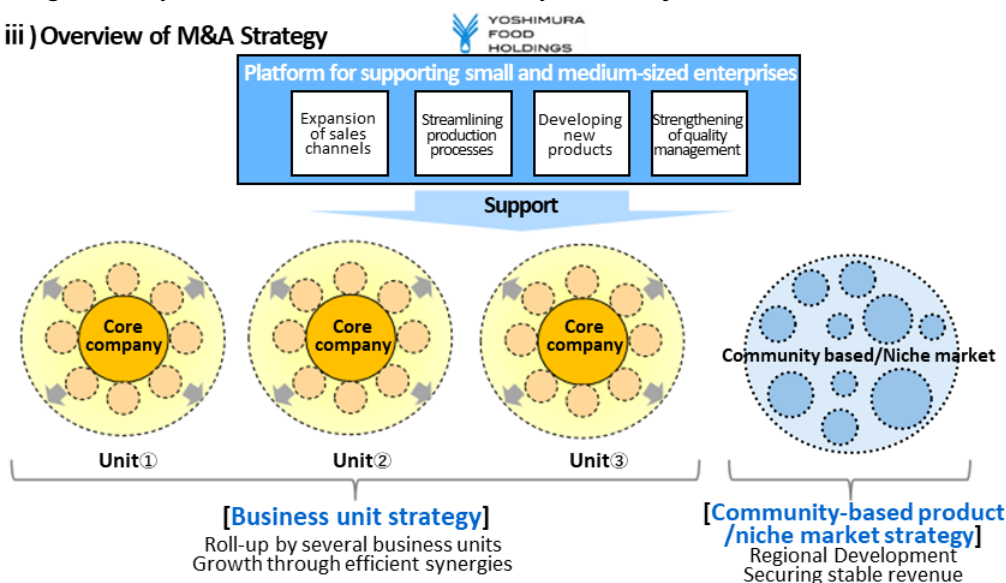 iii ) Overview of M&A Strategy
YOSHIMURA
FOOD
HOLDINGS
Platform for supporting small and medium-sized enterprises
Expansion
of sales
channels
Streamlining
production
processes
Developing
new
products
Strengthening
of quality
management
Support
Core
company
Core
company
Core
company
Community based/Niche market
Unit①
Unit②
Unit③
[Business unit strategy]
Roll-up by several business units
Growth through efficient synergies
[Community-based product
/niche market strategy]
Regional Development
Securing stable revenue